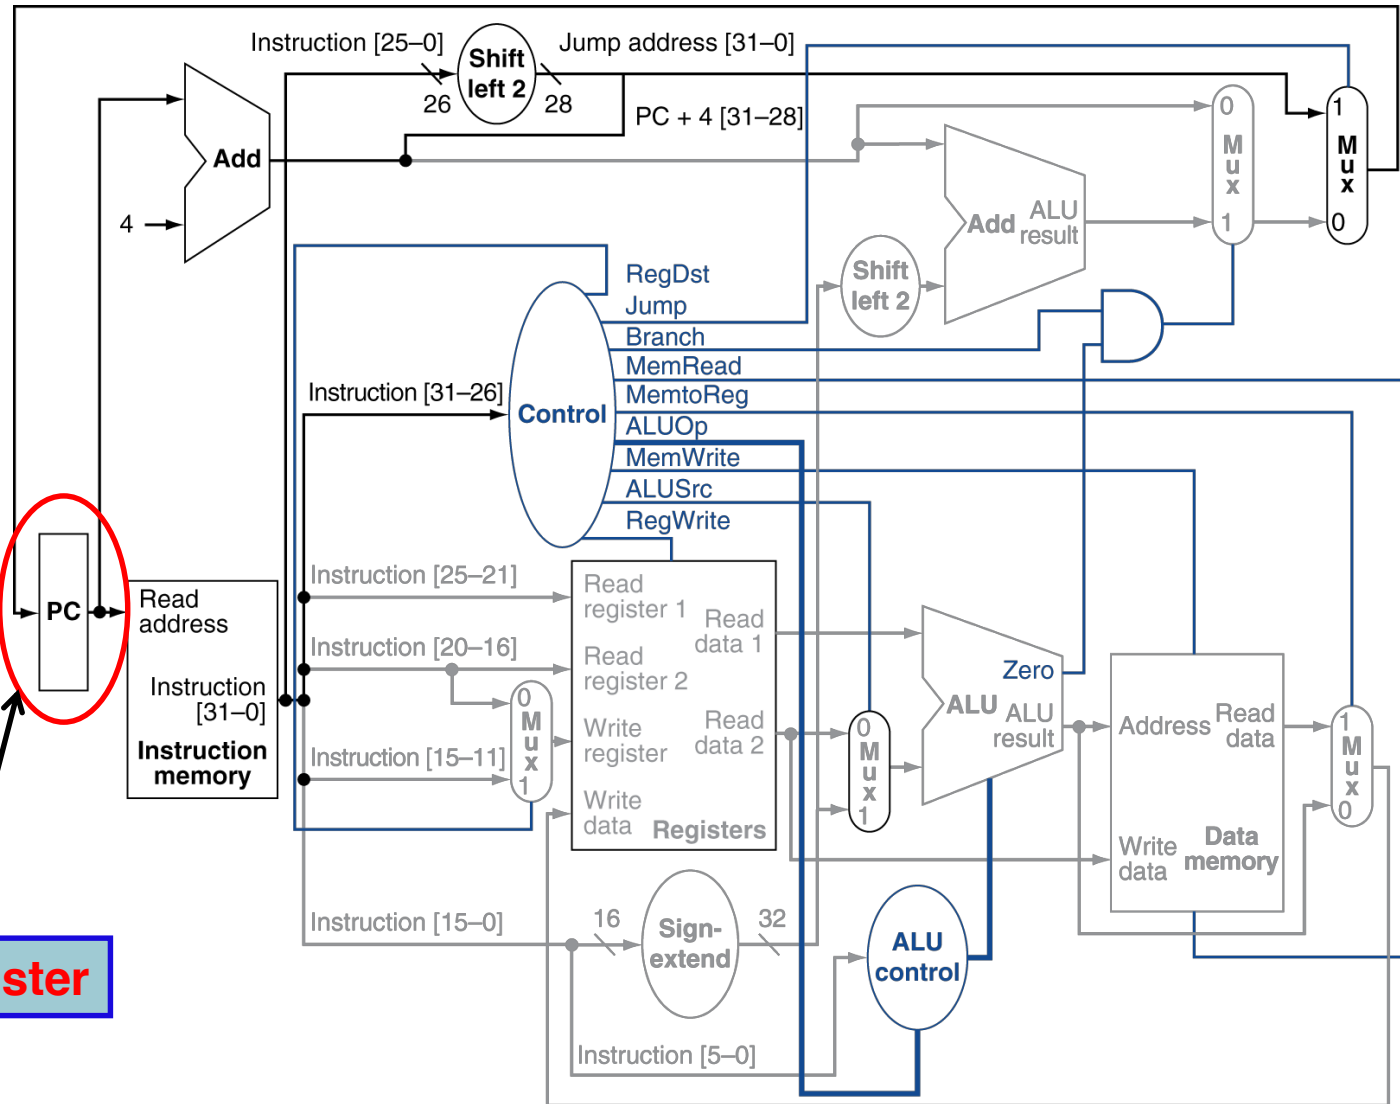 Instruction [25–0]
Shift
left 2
Jump address [31–0]
26
28
PC + 4 [31–28]
Add
4
0
M
u
x
1
1
M
u
x
0
Add
ALU
result
Shift
left 2
RegDst
Jump
Branch
MemRead
MemtoReg
ALUOp
MemWrite
ALUSrc
RegWrite
Instruction [31–26]
Control
PC
Read
address
Instruction
[31–0]
Instruction
memory
Instruction [25–21]
Instruction [20–16]
Instruction [15–11]
0
M
u
x
1
Read
register 1
Read
register 2
Write
register
Write
data
Read
data 1
Read
data 2
Registers
0
M
u
x
1
Zero
ALU
ALU
result
Address
Read
data
Write
data
Data
memory
1
M
u
x
0
Instruction [15–0]
16
Sign-
extend
32
ALU
control
Instruction [5–0]
ster